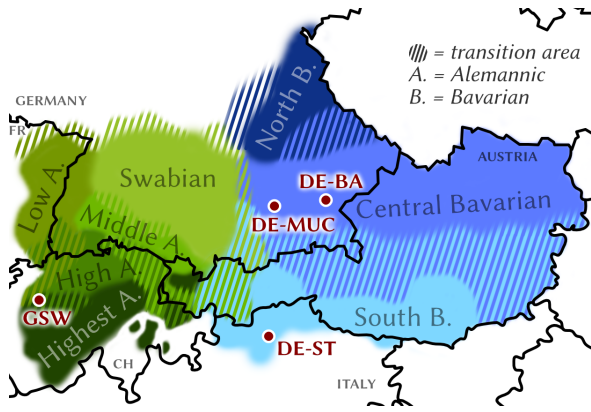 = transition area
A. = Alemannic
B. = Bavarian
GERMANY
FR
North B.
AUSTRIA
Low A.
Swabian
DE-BA
DE-MUC
Central Bavarian
Middle A.
High A.
GSW
Highest A.
South B.
DE-ST
CH
ITALY